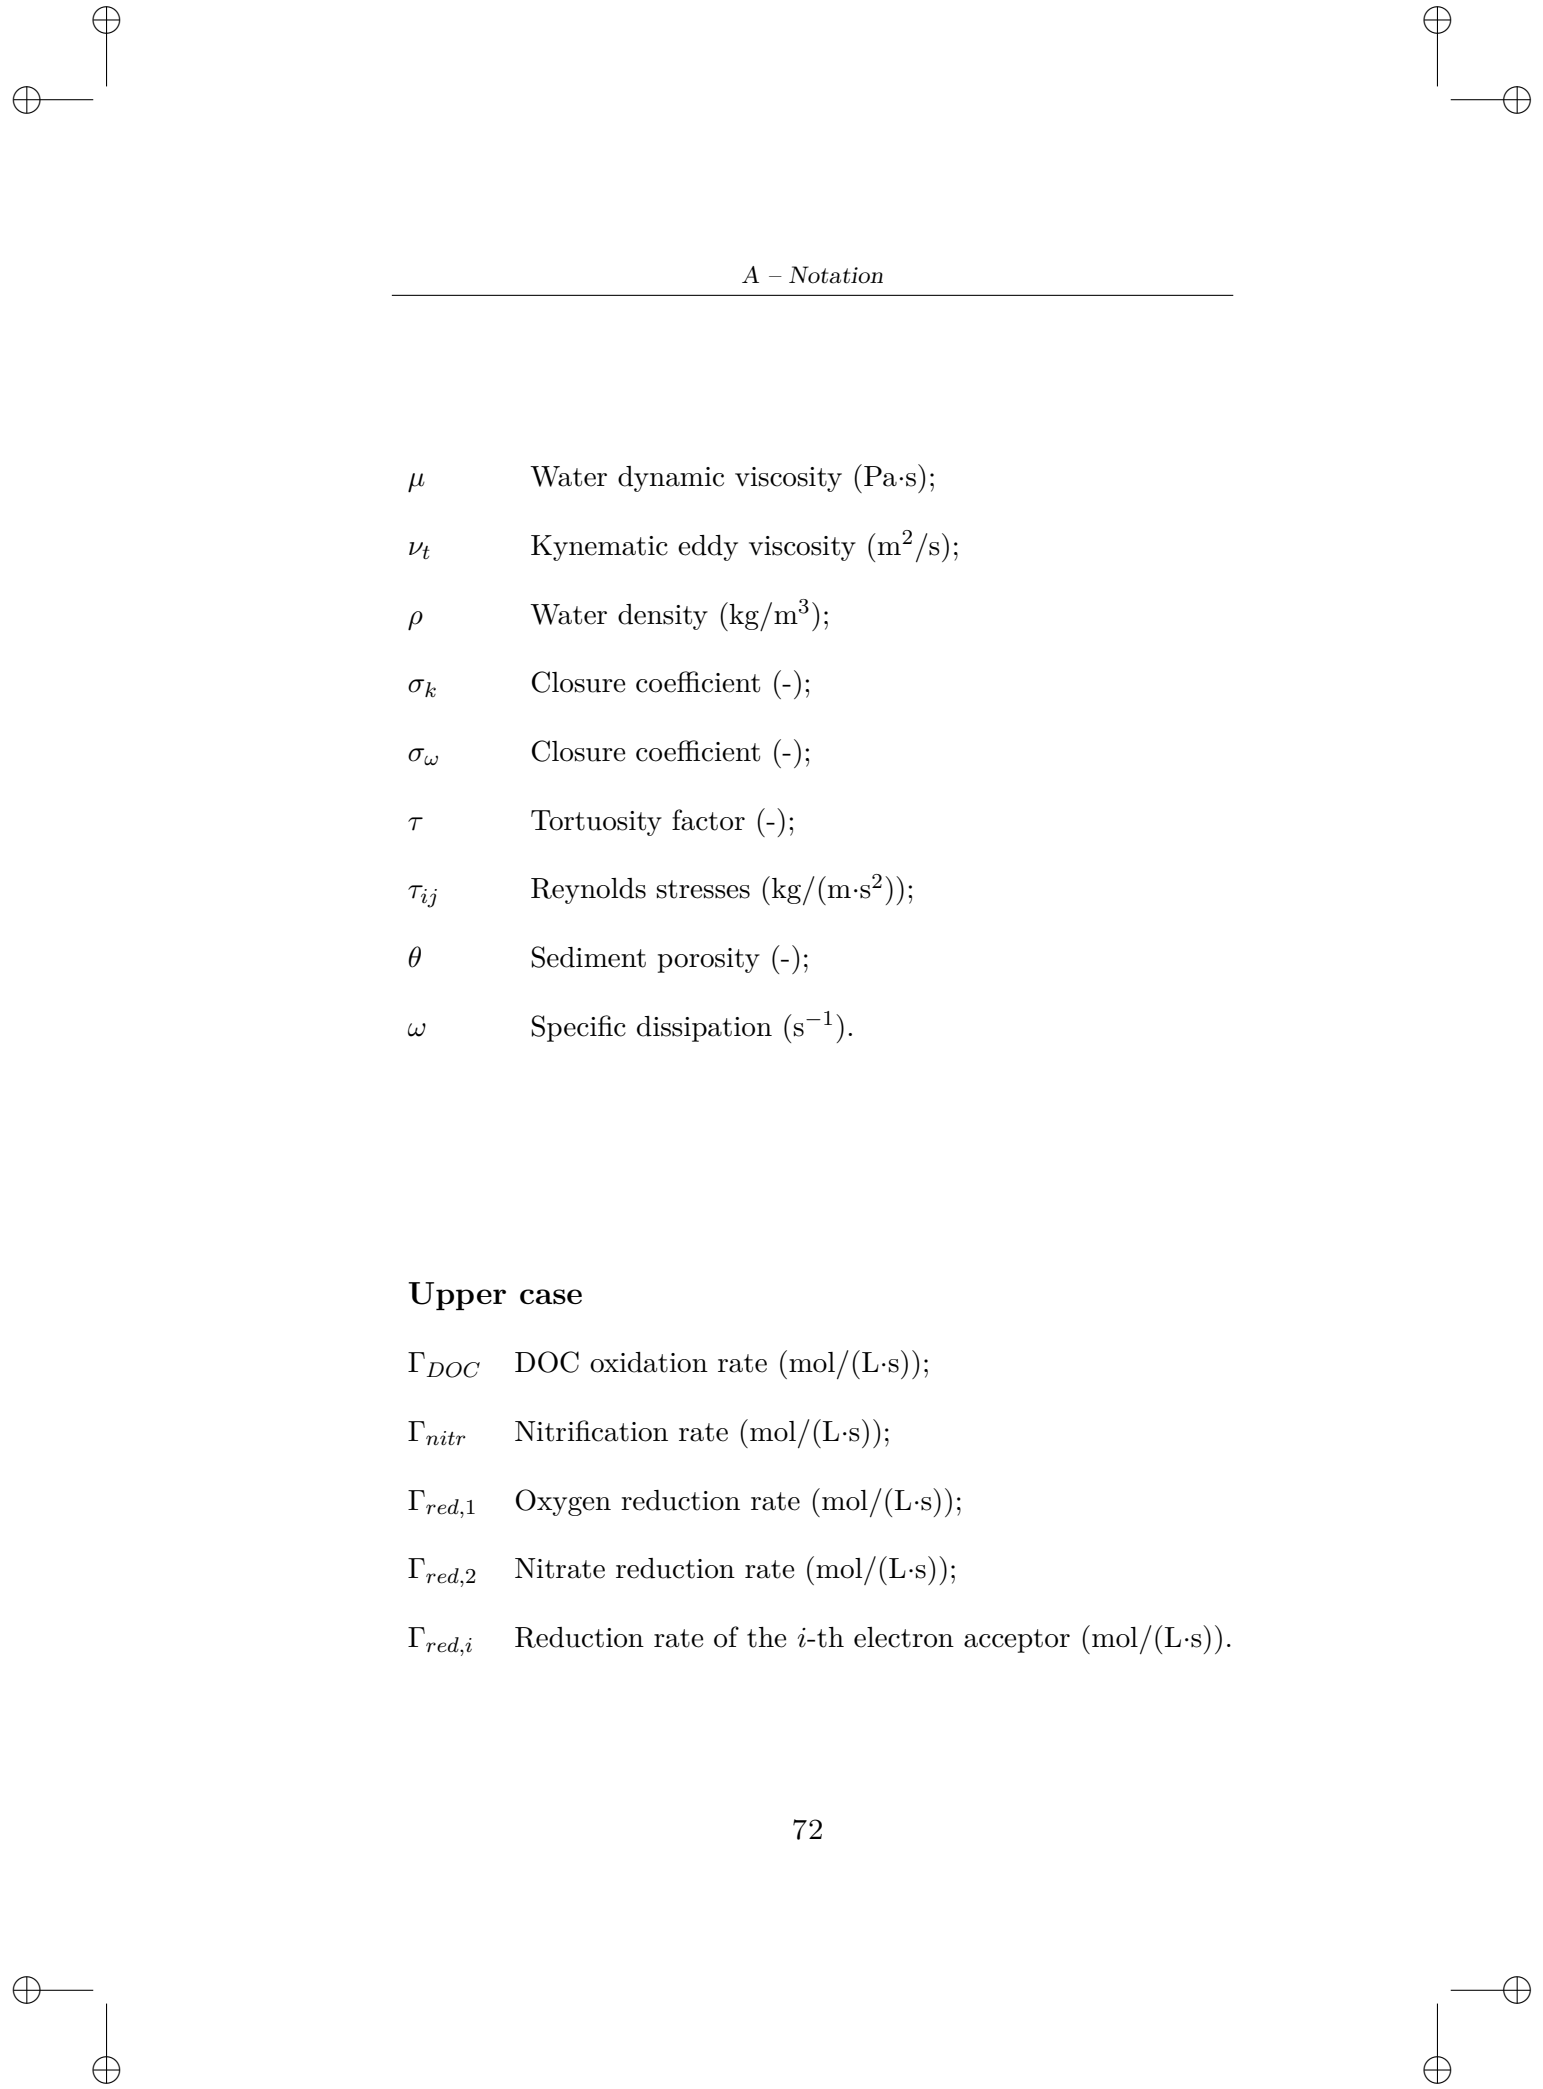 A – Notation
μ Water dynamic viscosity (Pa·s);
ν_t Kynematic eddy viscosity (m²/s);
ρ Water density (kg/m³);
σ_k Closure coefficient (-);
σ_ω Closure coefficient (-);
τ Tortuosity factor (-);
τ_ij Reynolds stresses (kg/(m·s²));
θ Sediment porosity (-);
ω Specific dissipation (s⁻¹).
Upper case
Γ_DOC DOC oxidation rate (mol/(L·s));
Γ_nitr Nitrification rate (mol/(L·s));
Γ_red,1 Oxygen reduction rate (mol/(L·s));
Γ_red,2 Nitrate reduction rate (mol/(L·s));
Γ_red,i Reduction rate of the i-th electron acceptor (mol/(L·s)).
72